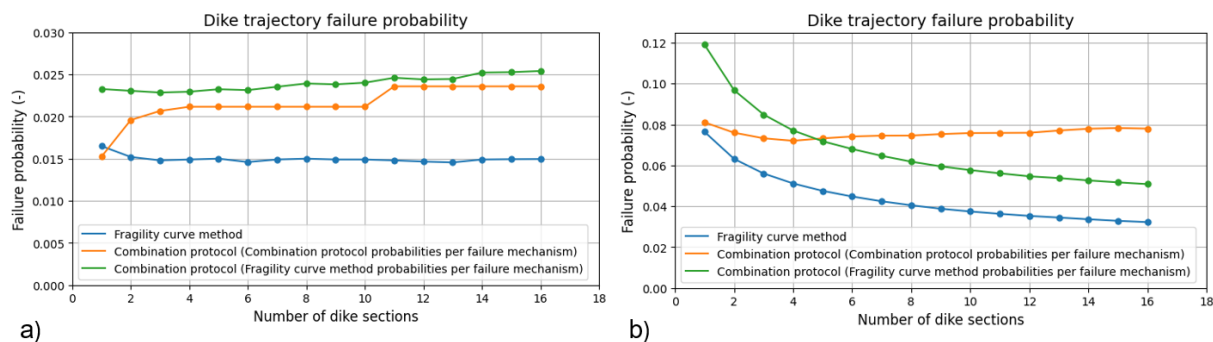 Dike trajectory failure probability
0.030
0.025
0.020
0.015
0.010
0.005
0.000
Failure probability (-)
Fragility curve method
Combination protocol (Combination protocol probabilities per failure mechanism)
Combination protocol (Fragility curve method probabilities per failure mechanism)
0 2 4 6 8 10 12 14 16 18
Number of dike sections
a)
Dike trajectory failure probability
0.12
0.10
0.08
0.06
0.04
0.02
0.00
Failure probability (-)
Fragility curve method
Combination protocol (Combination protocol probabilities per failure mechanism)
Combination protocol (Fragility curve method probabilities per failure mechanism)
0 2 4 6 8 10 12 14 16 18
Number of dike sections
b)